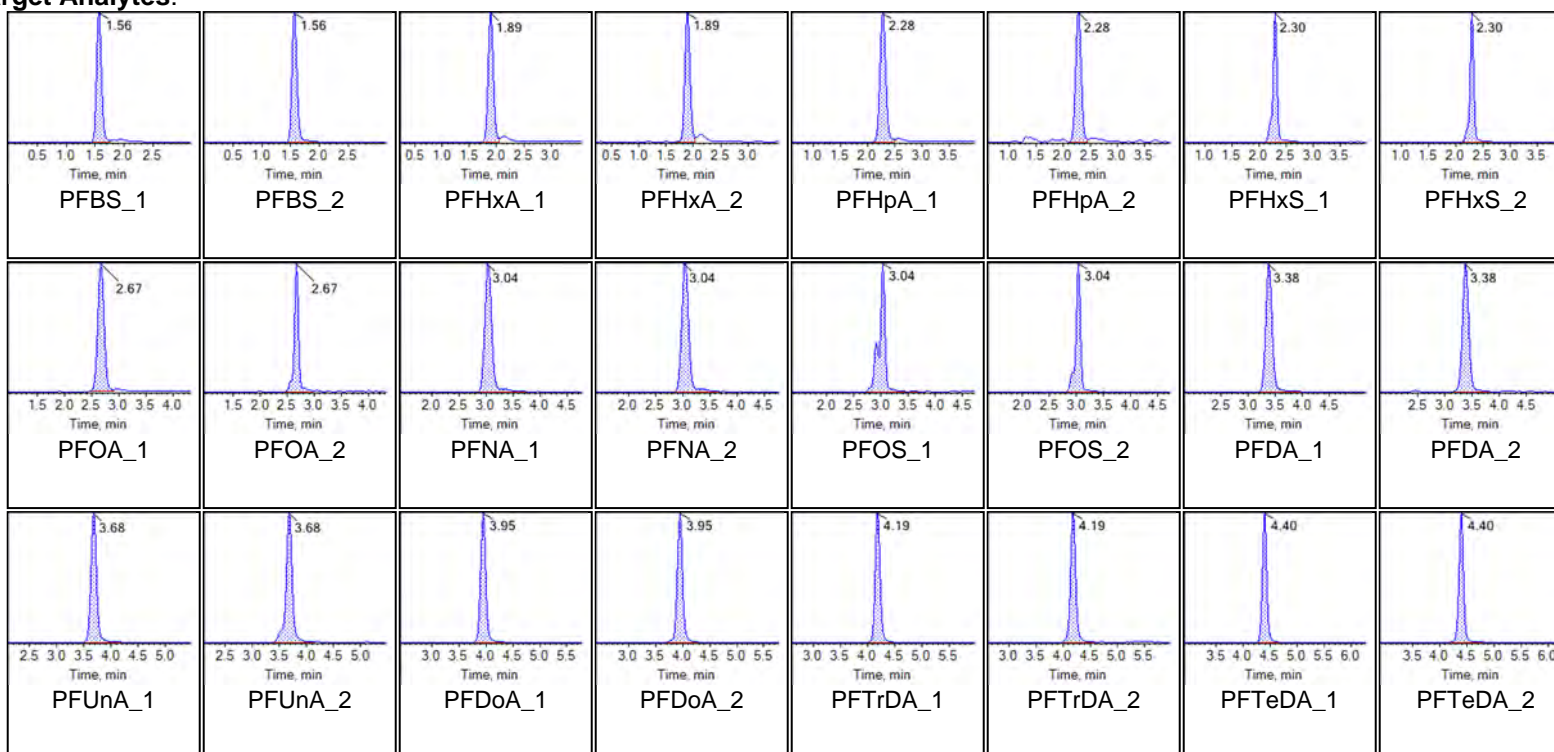 rget Analytes:
1.56 1.56 1.89 1.89 2.28 2.28 2.30 2.30
0.5 1.0 1.5 2.0 2.5 0.5 1.0 1.5 2.0 2.5 0.5 1.0 1.5 2.0 2.5 3.0 0.5 1.0 1.5 2.0 2.5 3.0 1.0 1.5 2.0 2.5 3.0 3.5 1.0 1.5 2.0 2.5 3.0 3.5 1.0 1.5 2.0 2.5 3.0 3.5 1.0 1.5 2.0 2.5 3.0 3.5
Time, min Time, min Time, min Time, min Time, min Time, min Time, min Time, min
PFBS_1 PFBS_2 PFHxA_1 PFHxA_2 PFHpA_1 PFHpA_2 PFHxS_1 PFHxS_2
2.67 2.67 3.04 3.04 3.04 3.04 3.38 3.38
1.5 2.0 2.5 3.0 3.5 4.0 1.5 2.0 2.5 3.0 3.5 4.0 2.0 2.5 3.0 3.5 4.0 4.5 2.0 2.5 3.0 3.5 4.0 4.5 2.0 2.5 3.0 3.5 4.0 4.5 2.0 2.5 3.0 3.5 4.0 4.5 2.5 3.0 3.5 4.0 4.5 2.5 3.0 3.5 4.0 4.5
Time, min Time, min Time, min Time, min Time, min Time, min Time, min Time, min
PFOA_1 PFOA_2 PFNA_1 PFNA_2 PFOS_1 PFOS_2 PFDA_1 PFDA_2
3.68 3.68 3.95 3.95 4.19 4.19 4.40 4.40
2.5 3.0 3.5 4.0 4.5 5.0 2.5 3.0 3.5 4.0 4.5 5.0 3.0 3.5 4.0 4.5 5.0 5.5 3.0 3.5 4.0 4.5 5.0 5.5 3.0 3.5 4.0 4.5 5.0 5.5 3.0 3.5 4.0 4.5 5.0 5.5 3.5 4.0 4.5 5.0 5.5 6.0 3.5 4.0 4.5 5.0 5.5 6.0
Time, min Time, min Time, min Time, min Time, min Time, min Time, min Time, min
PFUnA_1 PFUnA_2 PFDoA_1 PFDoA_2 PFTrDA_1 PFTrDA_2 PFTeDA_1 PFTeDA_2